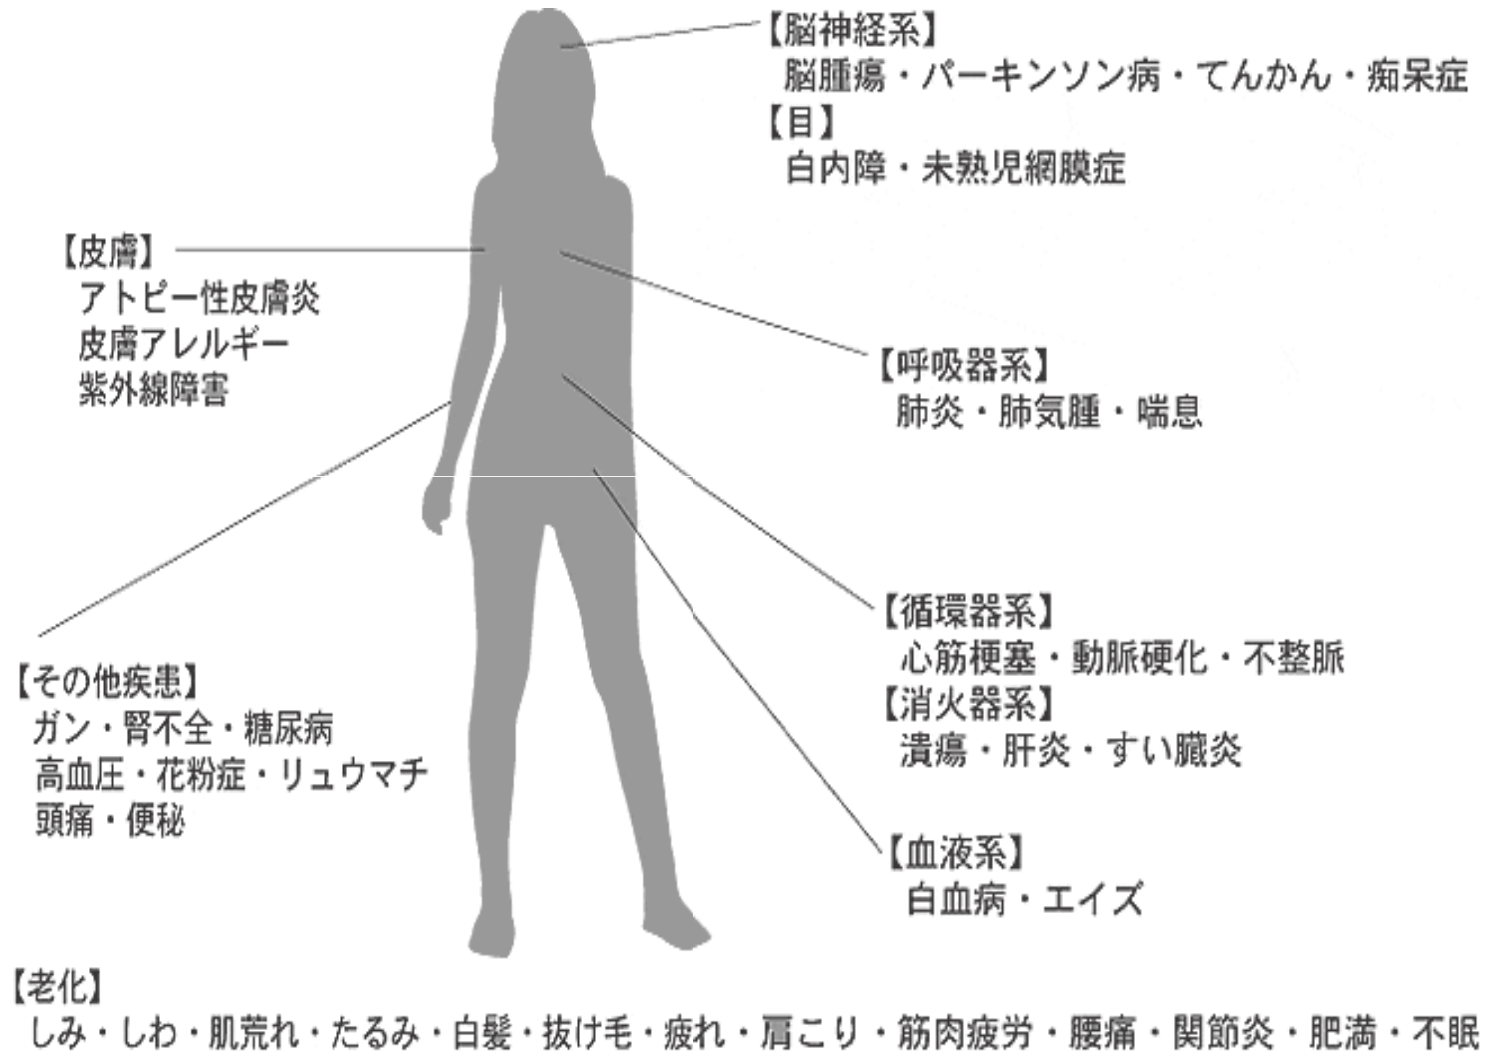 【脳神経系】
脳腫瘍・パーキンソン病・てんかん・痴呆症
【目】
白内障・未熟児網膜症
【皮膚】
アトピー性皮膚炎
皮膚アレルギー
紫外線障害
【呼吸器系】
肺炎・肺気腫・喘息
【循環器系】
心筋梗塞・動脈硬化・不整脈
【消火器系】
潰瘍・肝炎・すい臓炎
【その他疾患】
ガン・腎不全・糖尿病
高血圧・花粉症・リュウマチ
頭痛・便秘
【血液系】
白血病・エイズ
【老化】
しみ・しわ・肌荒れ・たるみ・白髪・抜け毛・疲れ・肩こり・筋肉疲労・腰痛・関節炎・肥満・不眠